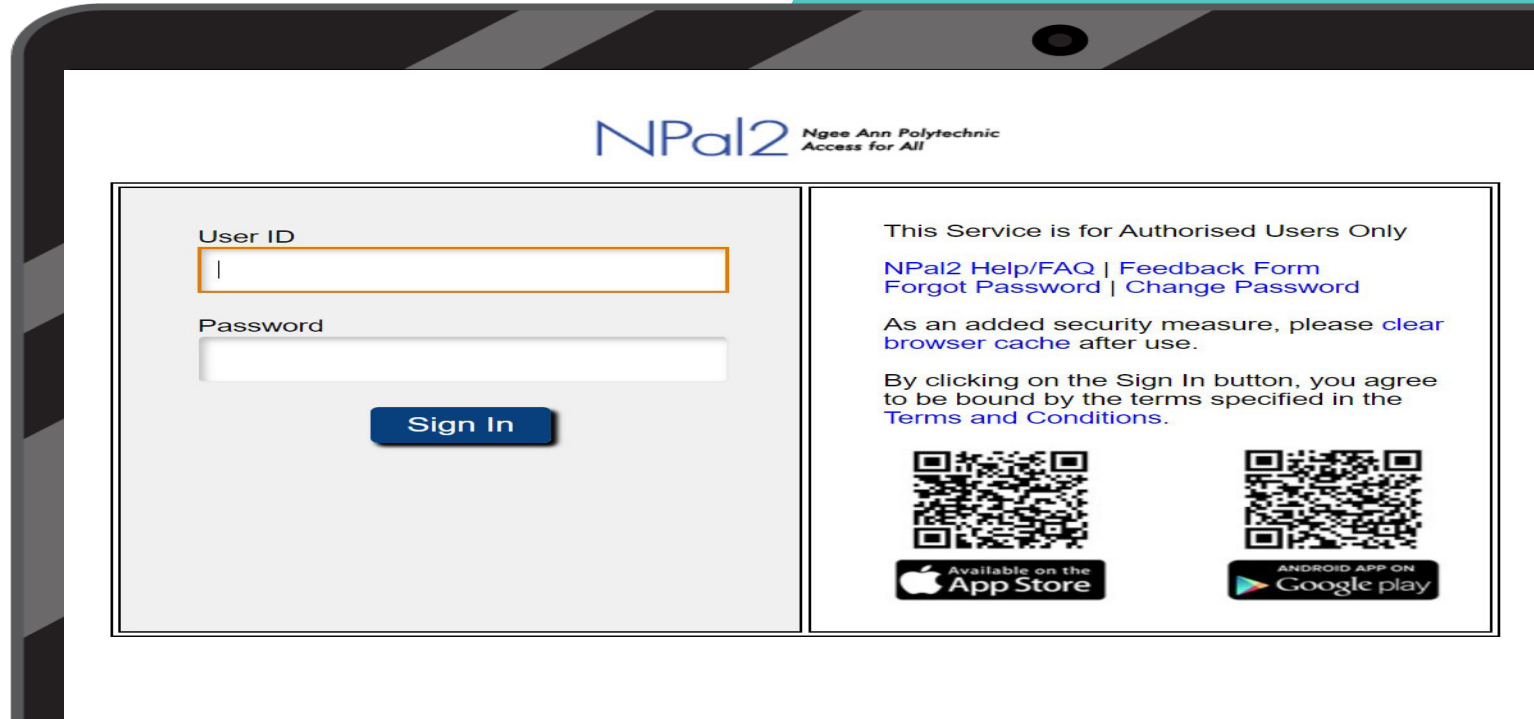 NPal2 Ngee Ann Polytechnic
Access for All
User ID
Password
Sign In
This Service is for Authorised Users Only
NPal2 Help/FAQ | Feedback Form
Forgot Password | Change Password
As an added security measure, please clear
browser cache after use.
By clicking on the Sign In button, you agree
to be bound by the terms specified in the
Terms and Conditions.
Available on the
App Store
ANDROID APP ON
Google play